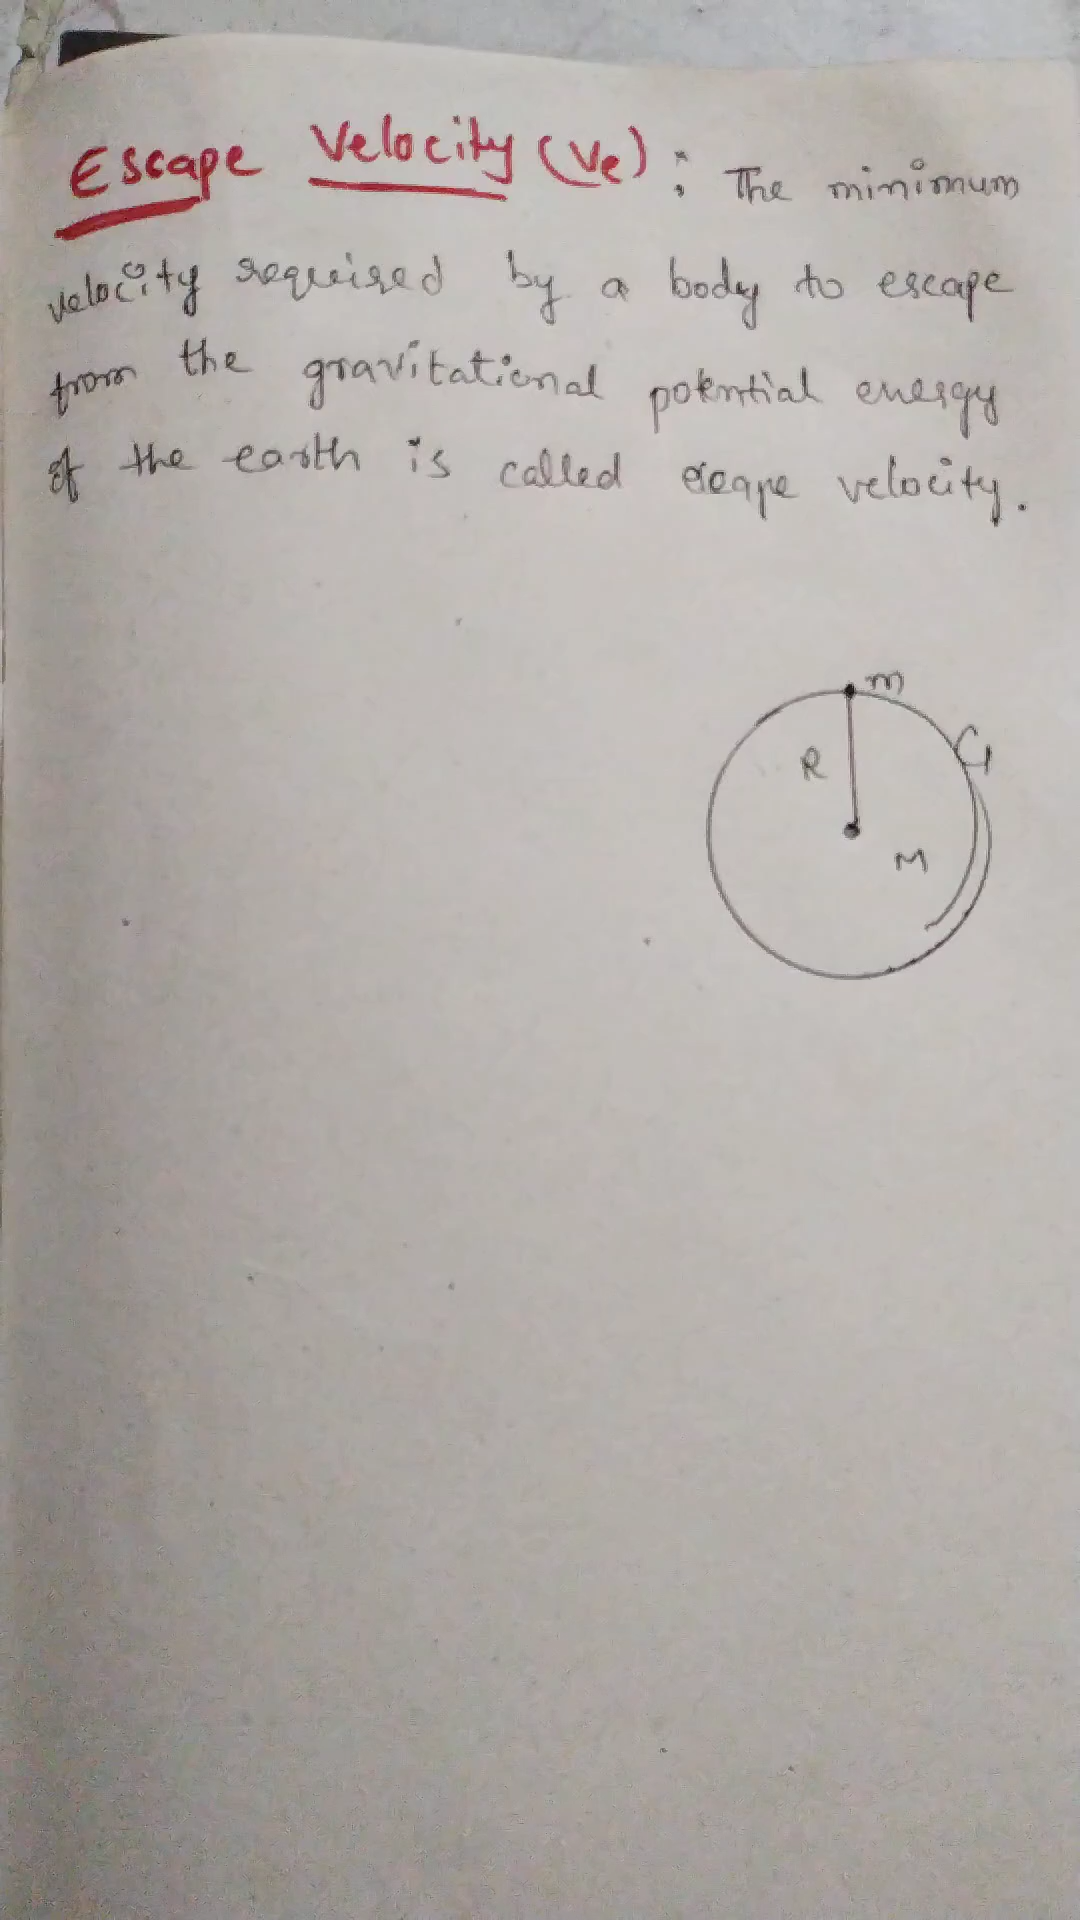 Escape Velocity (Ve) : The minimum
velocity required by a body to escape
from the gravitational potential energy
of the earth is called escape velocity.
m
R
G
M